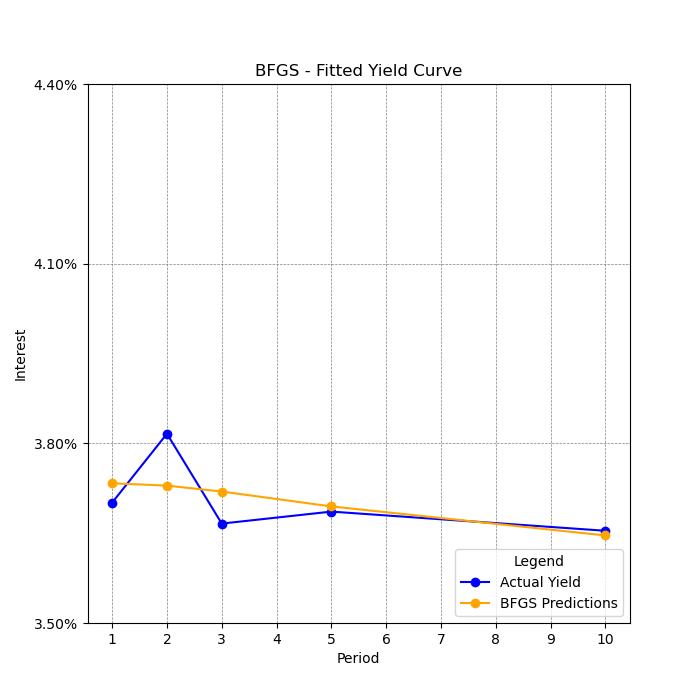 BFGS - Fitted Yield Curve
4.40%
4.10%
3.80%
3.50%
Interest
1 2 3 4 5 6 7 8 9 10
Period
Legend
Actual Yield
BFGS Predictions